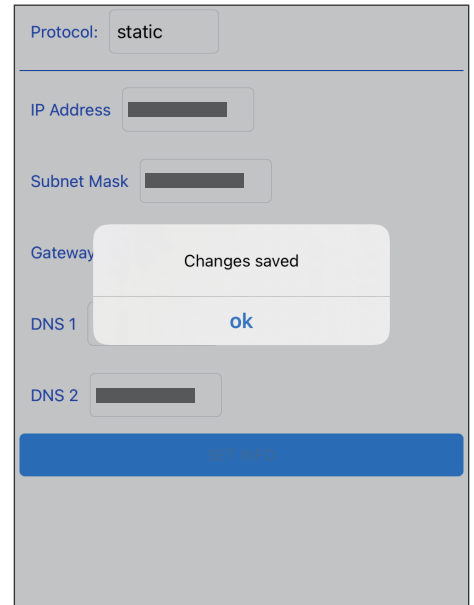 Protocol: static
IP Address
Subnet Mask
Gateway
Changes saved
DNS 1
ok
DNS 2